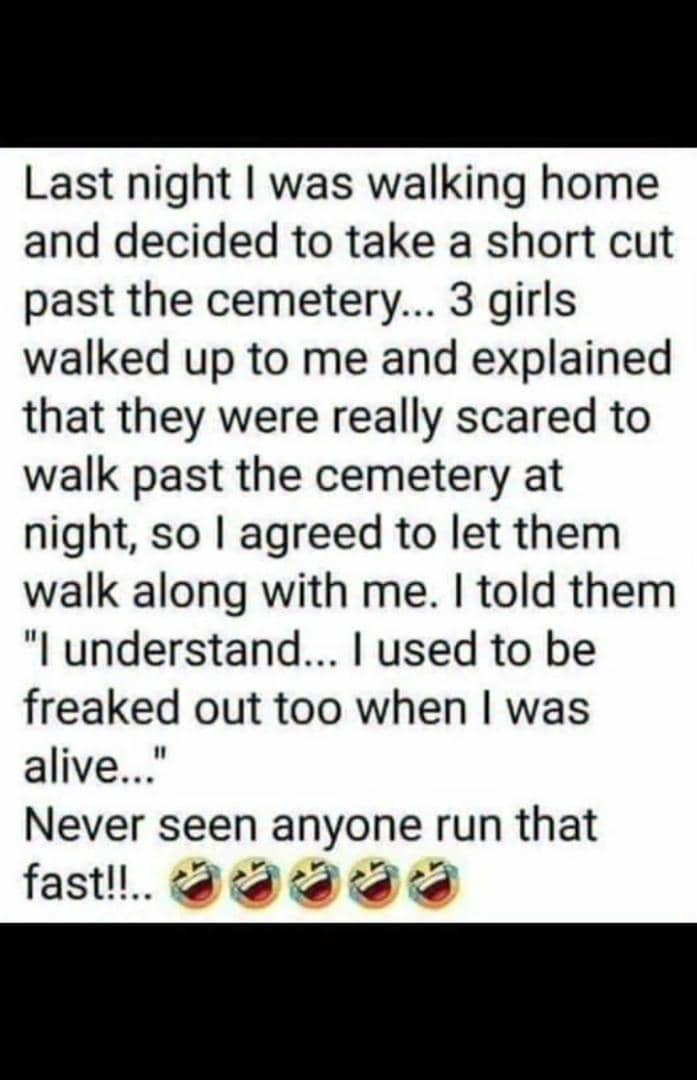 Last night I was walking home
and decided to take a short cut
past the cemetery... 3 girls
walked up to me and explained
that they were really scared to
walk past the cemetery at
night, so I agreed to let them
walk along with me. I told them
"I understand... I used to be
freaked out too when I was
alive..."
Never seen anyone run that
fast!!.. 🤣🤣🤣🤣🤣